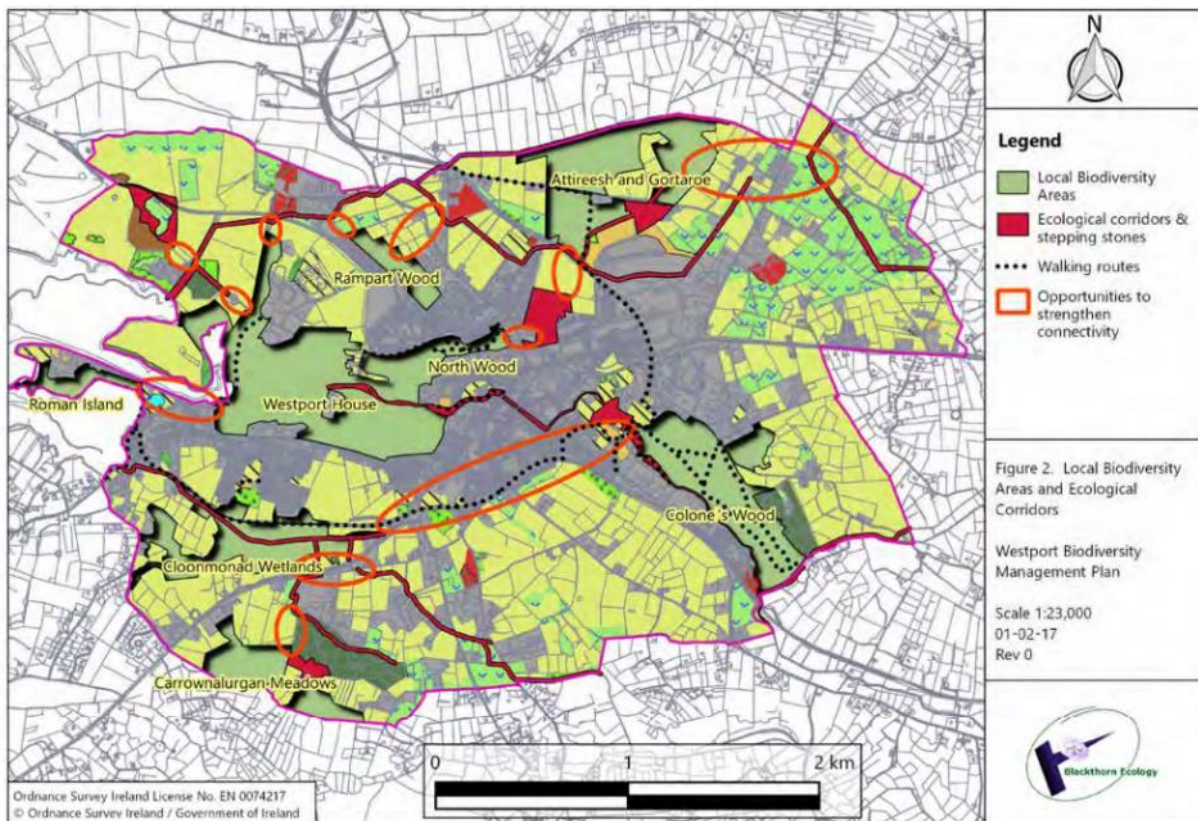 Attireesh and Gortaroe
Rampart Wood
North Wood
Roman Island
Westport House
Colone's Wood
Cloonmonad Wetlands
Carrownalurgan Meadows
0 1 2 km
Ordnance Survey Ireland License No. EN 0074217
© Ordnance Survey Ireland / Government of Ireland
N
Legend
Local Biodiversity
Areas
Ecological corridors &
stepping stones
Walking routes
Opportunities to
strengthen
connectivity
Figure 2. Local Biodiversity
Areas and Ecological
Corridors
Westport Biodiversity
Management Plan
Scale 1:23,000
01-02-17
Rev 0
Blackthorn Ecology